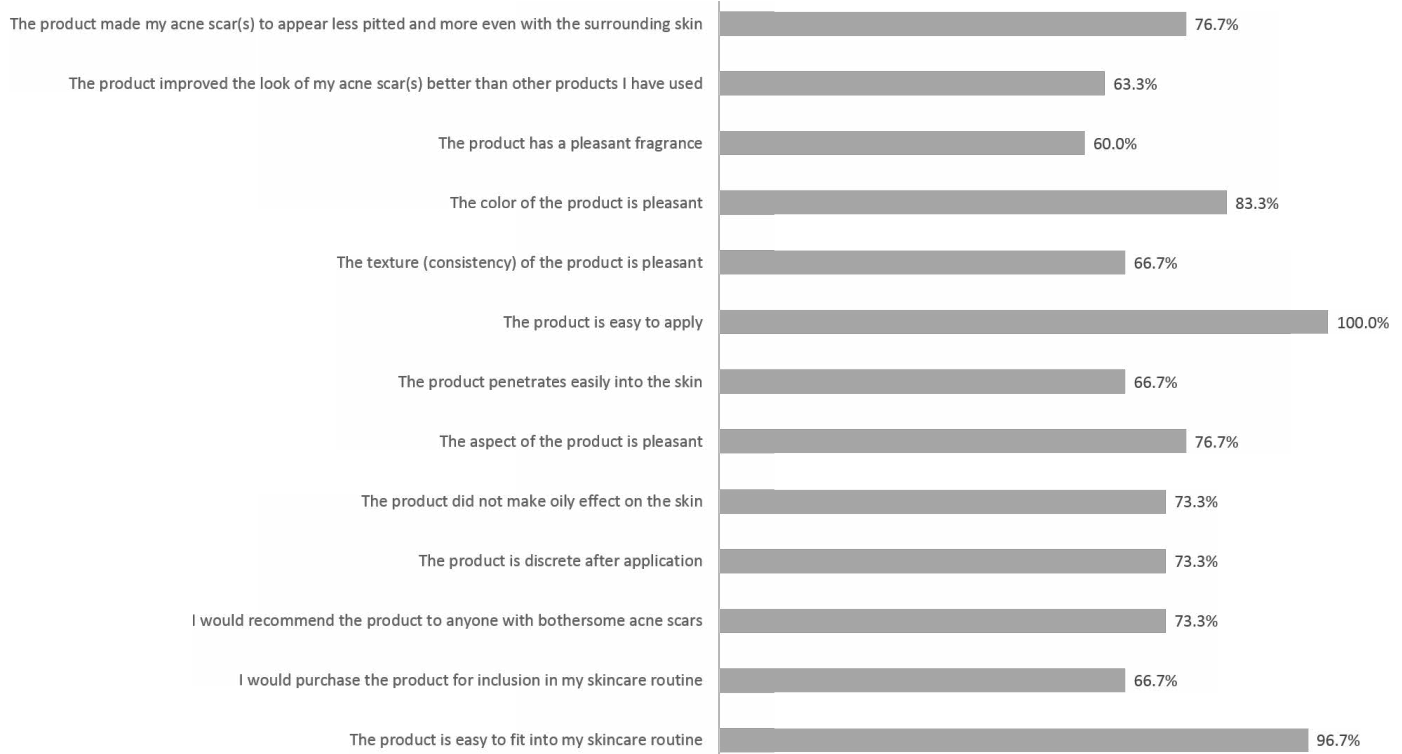 The product made my acne scar(s) to appear less pitted and more even with the surrounding skin 76.7%
The product improved the look of my acne scar(s) better than other products I have used 63.3%
The product has a pleasant fragrance 60.0%
The color of the product is pleasant 83.3%
The texture (consistency) of the product is pleasant 66.7%
The product is easy to apply 100.0%
The product penetrates easily into the skin 66.7%
The aspect of the product is pleasant 76.7%
The product did not make oily effect on the skin 73.3%
The product is discrete after application 73.3%
I would recommend the product to anyone with bothersome acne scars 73.3%
I would purchase the product for inclusion in my skincare routine 66.7%
The product is easy to fit into my skincare routine 96.7%